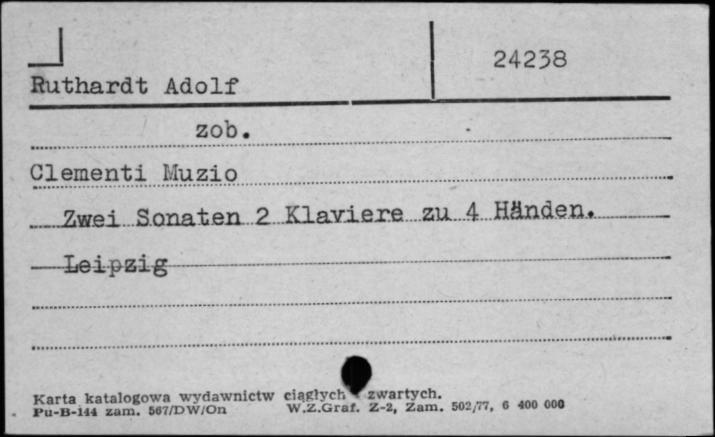 24238
Ruthardt Adolf
zob.
Clementi Muzio
Zwei Sonaten 2 Klaviere zu 4 Händen.
Leipzig
Karta katalogowa wydawnictw ciągłych zwartych.
Pu-B-144 zam. 567/DW/On W.Z.Graf. Z-2, Zam. 502/77, 6 400 000